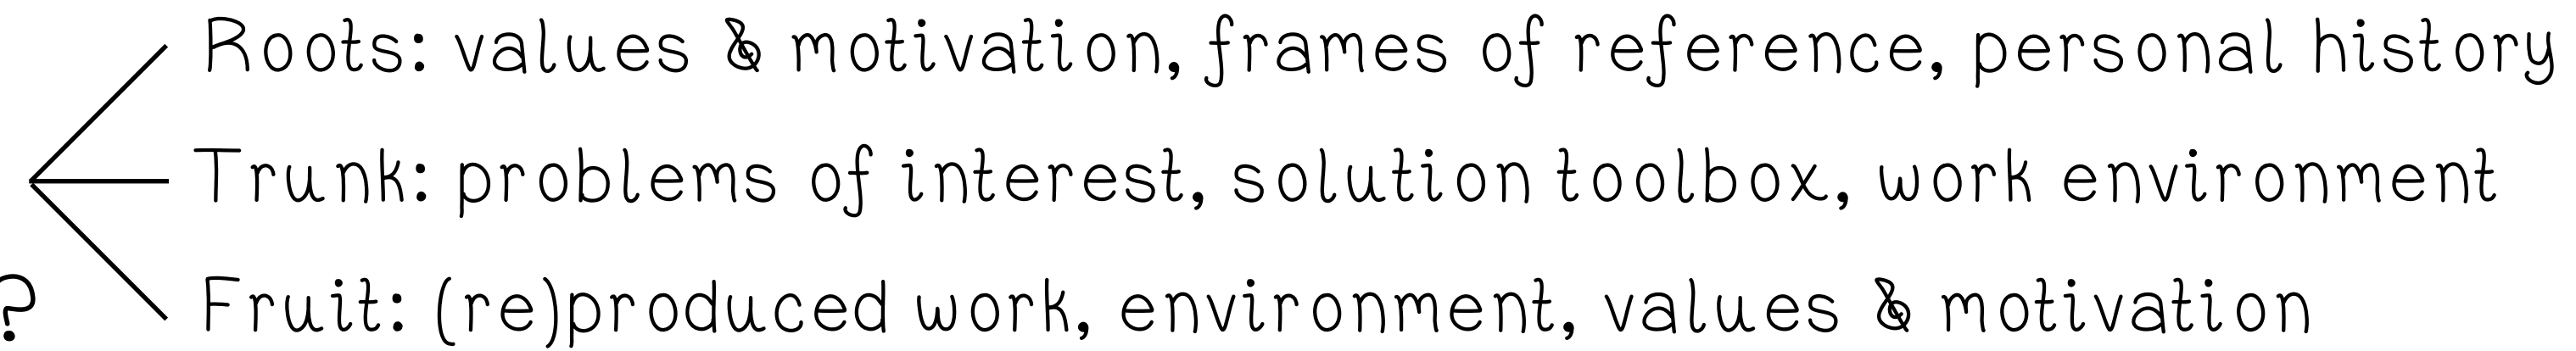 Roots: values & motivation, frames of reference, personal history
Trunk: problems of interest, solution toolbox, work environment
? Fruit: (re)produced work, environment, values & motivation